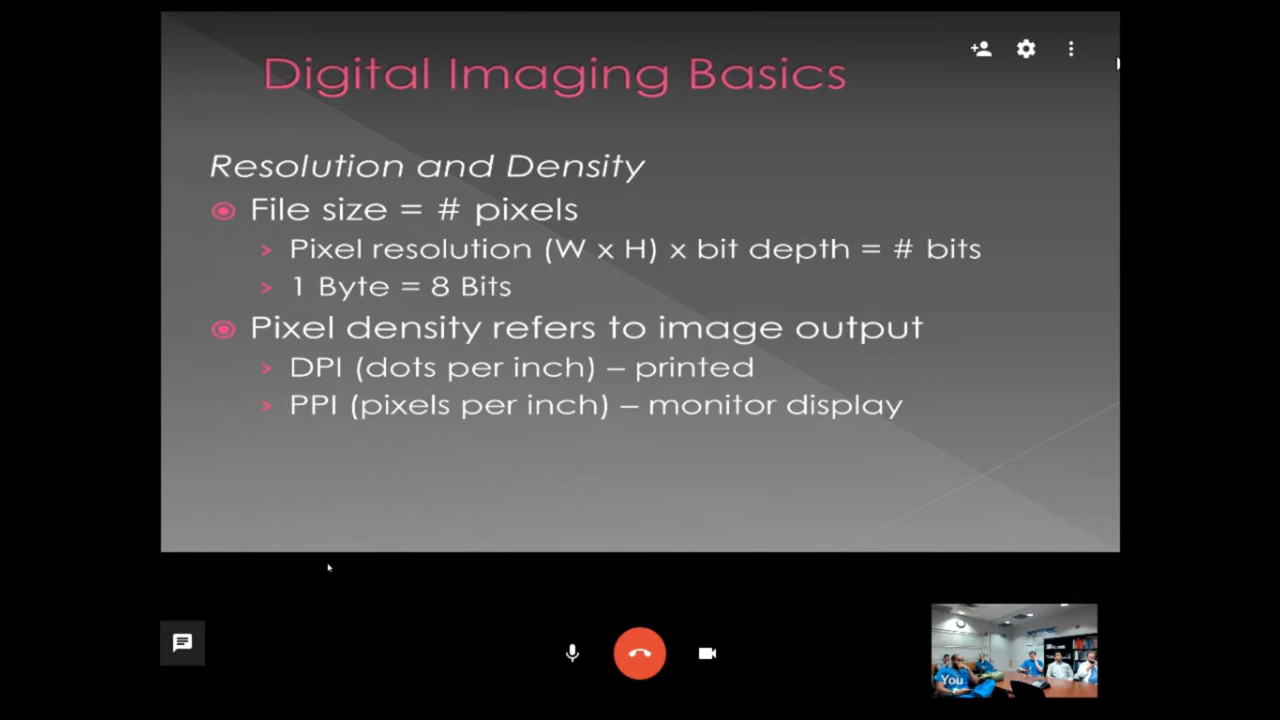 Digital Imaging Basics
Resolution and Density
File size = # pixels
Pixel resolution (W x H) x bit depth = # bits
1 Byte = 8 Bits
Pixel density refers to image output
DPI (dots per inch) – printed
PPI (pixels per inch) – monitor display
You